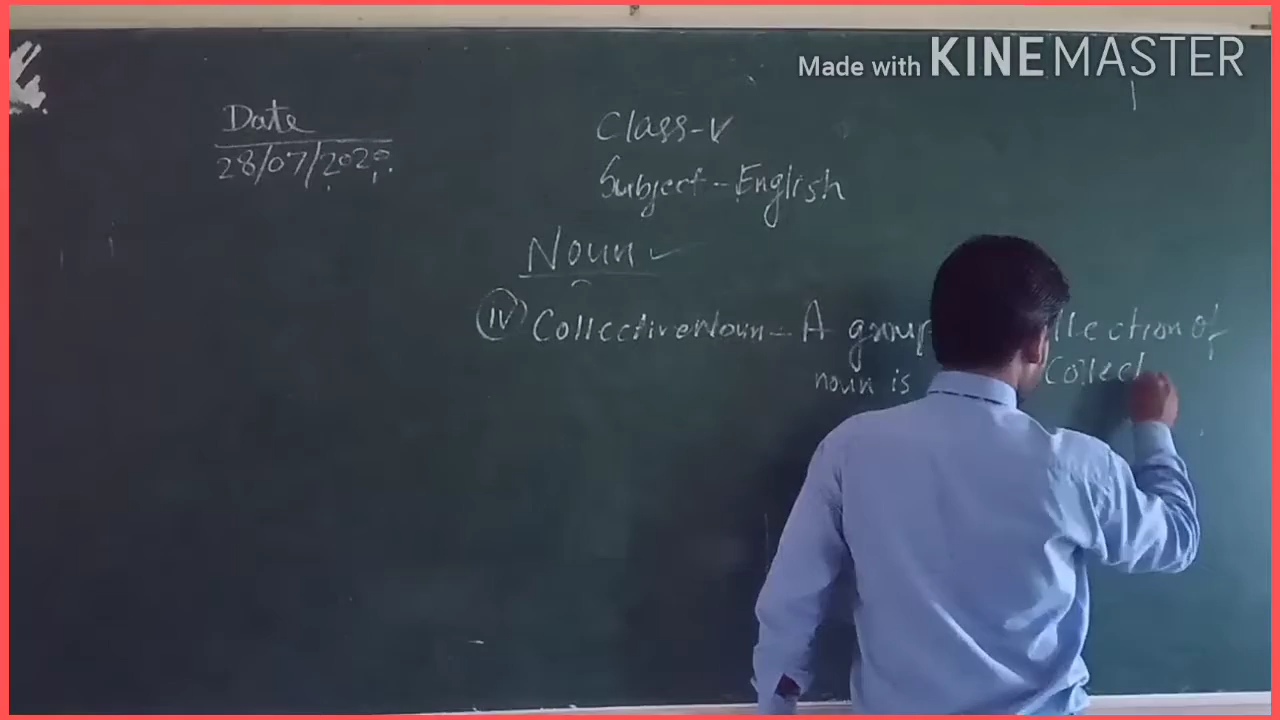 Made with KINEMASTER
Date
28/07/2020.
Class-V
Subject-English
Noun
(iv) Collective Noun - A group llection of
noun is Collect